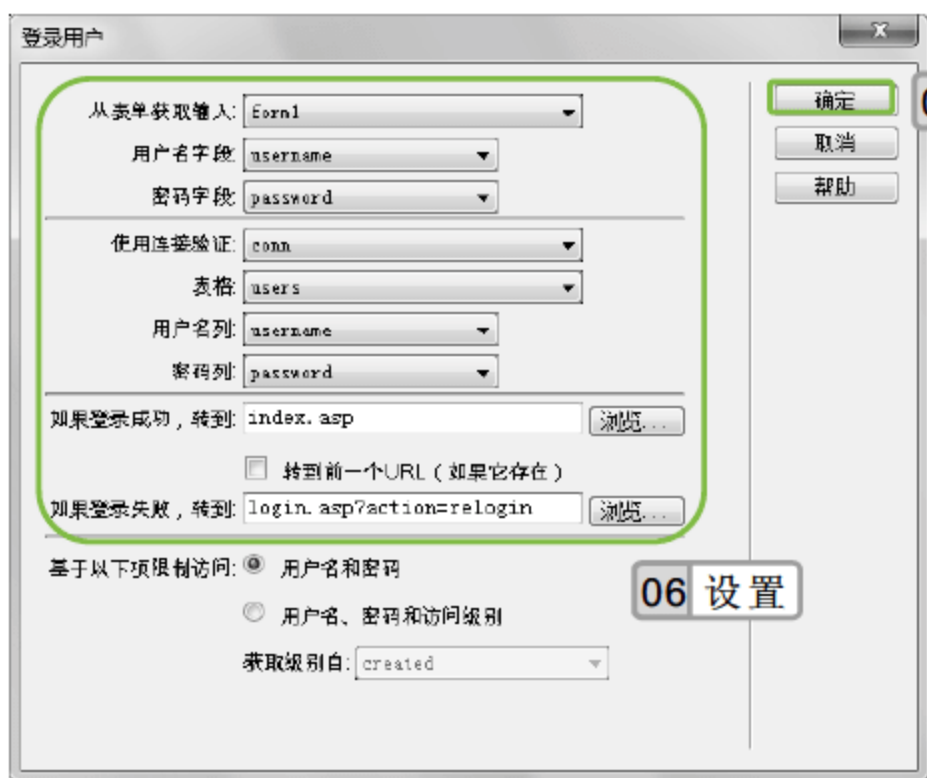 登录用户
从表单获取输入: form1
用户名字段: username
密码字段: password
使用连接验证: conn
表格: users
用户名列: username
密码列: password
如果登录成功，转到: index.asp 浏览...
转到前一个URL（如果它存在）
如果登录失败，转到: login.asp?action=relogin 浏览...
基于以下项限制访问: 用户名和密码
用户名、密码和访问级别
获取级别自: created
确定
取消
帮助
06 设置